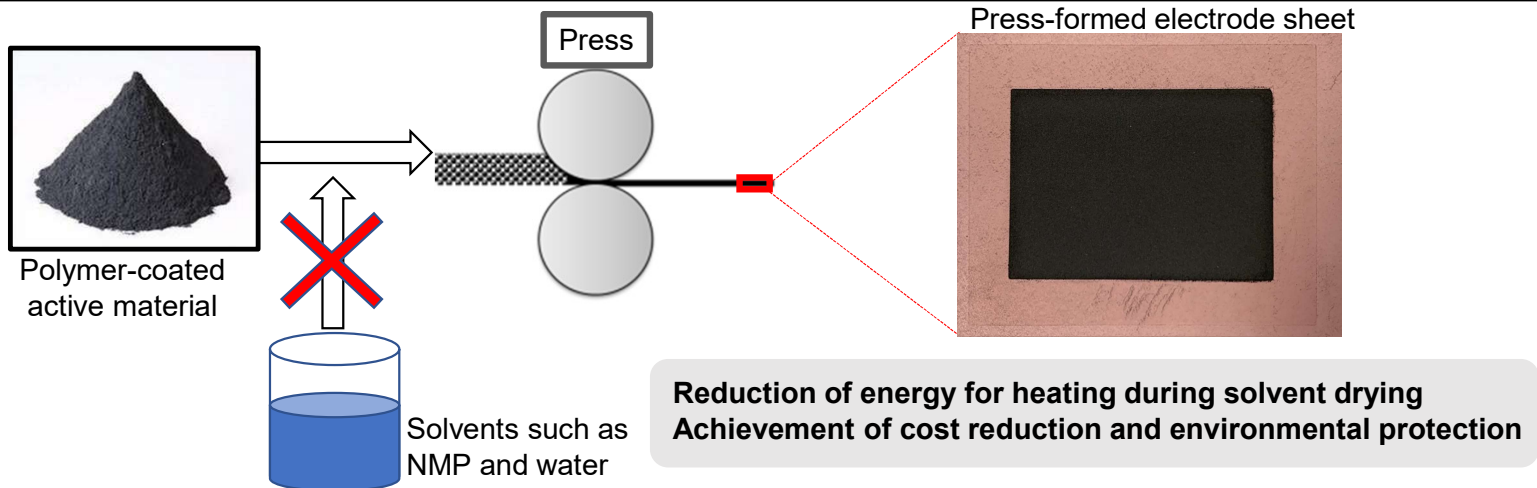 Press-formed electrode sheet
Press
Polymer-coated
active material
Solvents such as
NMP and water
Reduction of energy for heating during solvent drying
Achievement of cost reduction and environmental protection